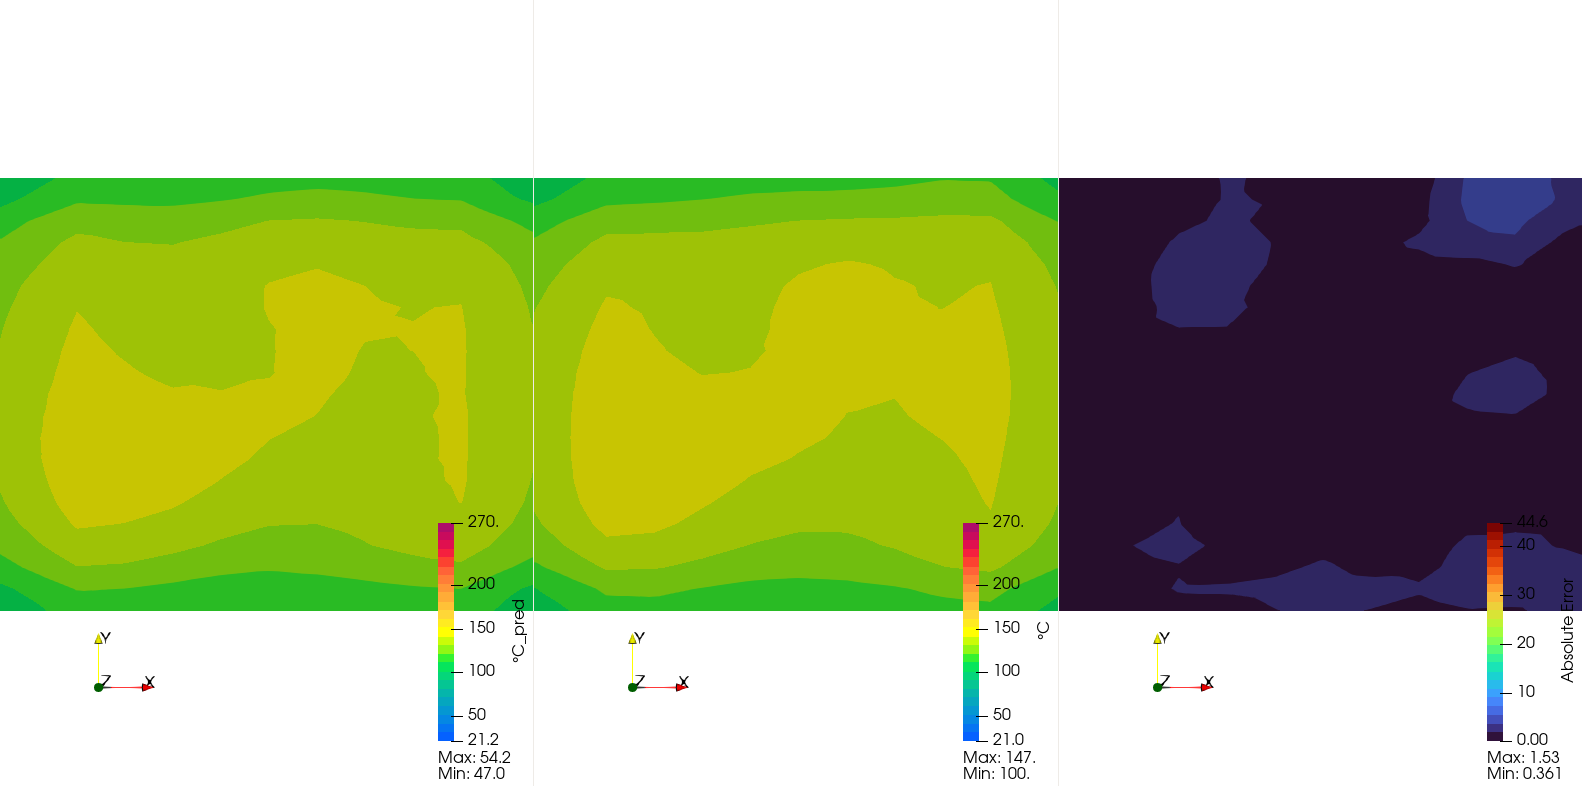 270.
200
150
100
50
21.2
°C_pred
Max: 54.2
Min: 47.0
Y
Z
X
270.
200
150
100
50
21.0
°C
Max: 147.
Min: 100.
Y
Z
X
44.6
40
30
20
10
0.00
Absolute Error
Max: 1.53
Min: 0.361
Y
Z
X